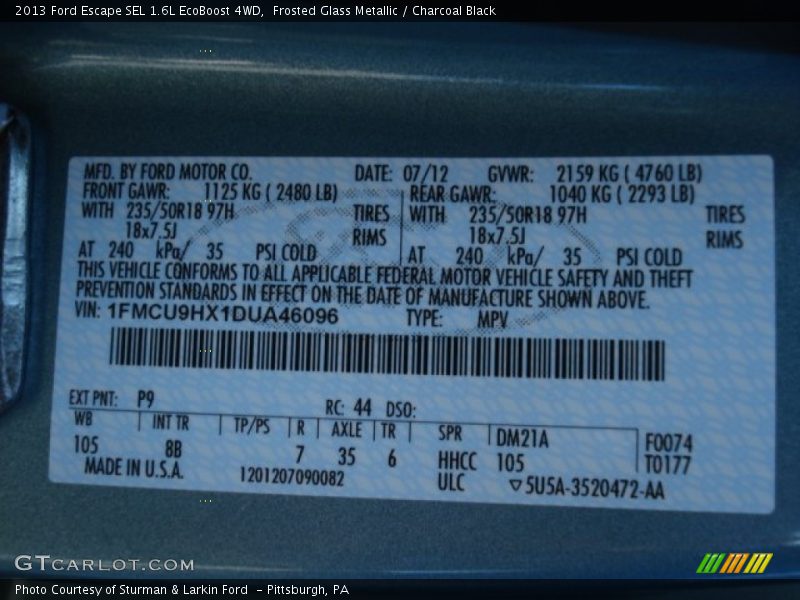 2013 Ford Escape SEL 1.6L EcoBoost 4WD, Frosted Glass Metallic / Charcoal Black
MFD. BY FORD MOTOR CO. DATE: 07/12 GVWR: 2159 KG ( 4760 LB)
FRONT GAWR: 1125 KG ( 2480 LB) REAR GAWR: 1040 KG ( 2293 LB)
WITH 235/50R18 97H TIRES WITH 235/50R18 97H TIRES
18x7.5J RIMS 18x7.5J RIMS
AT 240 kPa/ 35 PSI COLD AT 240 kPa/ 35 PSI COLD
THIS VEHICLE CONFORMS TO ALL APPLICABLE FEDERAL MOTOR VEHICLE SAFETY AND THEFT
PREVENTION STANDARDS IN EFFECT ON THE DATE OF MANUFACTURE SHOWN ABOVE.
VIN: 1FMCU9HX1DUA46096 TYPE: MPV
EXT PNT: P9 RC: 44 DSO:
WB INT TR TP/PS R AXLE TR SPR DM21A F0074
105 8B 7 35 6 HHCC 105 T0177
MADE IN U.S.A. 1201207090082 ULC ▽5U5A-3520472-AA
GTCARLOT.COM
Photo Courtesy of Sturman & Larkin Ford - Pittsburgh, PA